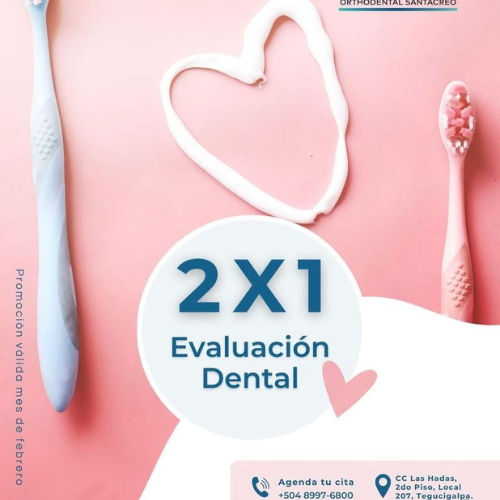 ORTHODENTAL SANTACREO
2X1
Evaluación
Dental
Promoción válida mes de febrero
Agenda tu cita
+504 8997-6800
CC Las Hadas,
2do Piso, Local
207, Tegucigalpa.